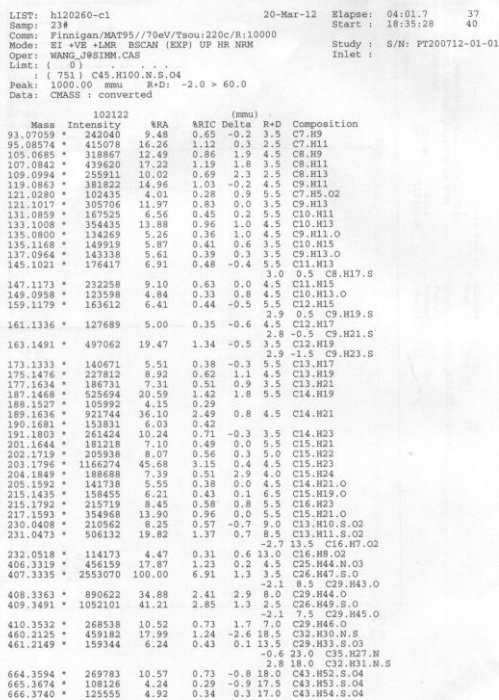 LIST: h120260-c1 20-Mar-12 Elapse: 04:01.7 37
Samp: 23# Start : 18:35:28 40
Comm: Finnigan/MAT95//70eV/Tsou:220c/R:10000
Mode: EI +VE +LMR BSCAN (EXP) UP HR NRM Study : S/N: PT200712-01-01
Oper: WANG_J9SIMM.CAS Inlet :
Limt: ( 0) . . .
: ( 751) C45.H100.N.S.O4
Peak: 1000.00 mmu R+D: -2.0 > 60.0
Data: CMASS : converted
102122 (mmu)
Mass Intensity %RA %RIC Delta R+D Composition
93.07059 * 242040 9.48 0.65 -0.2 3.5 C7.H9
95.08574 * 415078 16.26 1.12 0.3 2.5 C7.H11
105.0685 * 318867 12.49 0.86 1.9 4.5 C8.H9
107.0842 * 439620 17.22 1.19 1.8 3.5 C8.H11
109.0994 * 255911 10.02 0.69 2.3 2.5 C8.H13
119.0863 * 381822 14.96 1.03 -0.2 4.5 C9.H11
121.0280 * 102435 4.01 0.28 0.9 5.5 C7.H5.O2
121.1017 * 305706 11.97 0.83 0.0 3.5 C9.H13
131.0859 * 167525 6.56 0.45 0.2 5.5 C10.H11
133.1008 * 354435 13.88 0.96 1.0 4.5 C10.H13
135.0800 * 134269 5.26 0.36 1.0 4.5 C9.H11.O
135.1168 * 149919 5.87 0.41 0.6 3.5 C10.H15
137.0964 * 143338 5.61 0.39 0.3 3.5 C9.H13.O
145.1021 * 176417 6.91 0.48 -0.4 5.5 C11.H13
3.0 0.5 C8.H17.S
147.1173 * 232258 9.10 0.63 0.0 4.5 C11.H15
149.0958 * 123598 4.84 0.33 0.8 4.5 C10.H13.O
159.1179 * 163612 6.41 0.44 -0.5 5.5 C12.H15
2.9 0.5 C9.H19.S
161.1336 * 127689 5.00 0.35 -0.6 4.5 C12.H17
2.8 -0.5 C9.H21.S
163.1491 * 497062 19.47 1.34 -0.5 3.5 C12.H19
2.9 -1.5 C9.H23.S
173.1333 * 140671 5.51 0.38 -0.3 5.5 C13.H17
175.1476 * 227812 8.92 0.62 1.1 4.5 C13.H19
177.1634 * 186731 7.31 0.51 0.9 3.5 C13.H21
187.1468 * 525694 20.59 1.42 1.8 5.5 C14.H19
188.1527 * 105992 4.15 0.29
189.1636 * 921744 36.10 2.49 0.8 4.5 C14.H21
190.1681 * 153831 6.03 0.42
191.1803 * 261424 10.24 0.71 -0.3 3.5 C14.H23
201.1644 * 181218 7.10 0.49 0.0 5.5 C15.H21
202.1719 * 205938 8.07 0.56 0.3 5.0 C15.H22
203.1796 * 1166274 45.68 3.15 0.4 4.5 C15.H23
204.1849 * 188688 7.39 0.51 2.9 4.0 C15.H24
205.1592 * 141738 5.55 0.38 0.0 4.5 C14.H21.O
215.1435 * 158455 6.21 0.43 0.1 6.5 C15.H19.O
215.1792 * 215719 8.45 0.58 0.8 5.5 C16.H23
217.1593 * 354968 13.90 0.96 0.0 5.5 C15.H21.O
230.0408 * 210562 8.25 0.57 -0.7 9.0 C13.H10.S.O2
231.0473 * 506132 19.82 1.37 0.7 8.5 C13.H11.S.O2
-2.7 13.5 C16.H7.O2
232.0518 * 114173 4.47 0.31 0.6 13.0 C16.H8.O2
406.3319 * 456159 17.87 1.23 0.2 4.5 C25.H44.N.O3
407.3335 * 2553070 100.00 6.91 1.3 3.5 C26.H47.S.O
-2.1 8.5 C29.H43.O
408.3363 * 890622 34.88 2.41 2.9 8.0 C29.H44.O
409.3491 * 1052101 41.21 2.85 1.3 2.5 C26.H49.S.O
-2.1 7.5 C29.H45.O
410.3532 * 268538 10.52 0.73 1.7 7.0 C29.H46.O
460.2125 * 459182 17.99 1.24 -2.6 18.5 C32.H30.N.S
461.2149 * 159344 6.24 0.43 0.1 13.5 C29.H33.S.O3
-0.6 23.0 C35.H27.N
2.8 18.0 C32.H31.N.S
664.3594 * 269783 10.57 0.73 -0.8 18.0 C43.H52.S.O4
665.3674 * 108126 4.24 0.29 -0.9 17.5 C43.H53.S.O4
666.3740 * 125555 4.92 0.34 0.3 17.0 C43.H54.S.O4